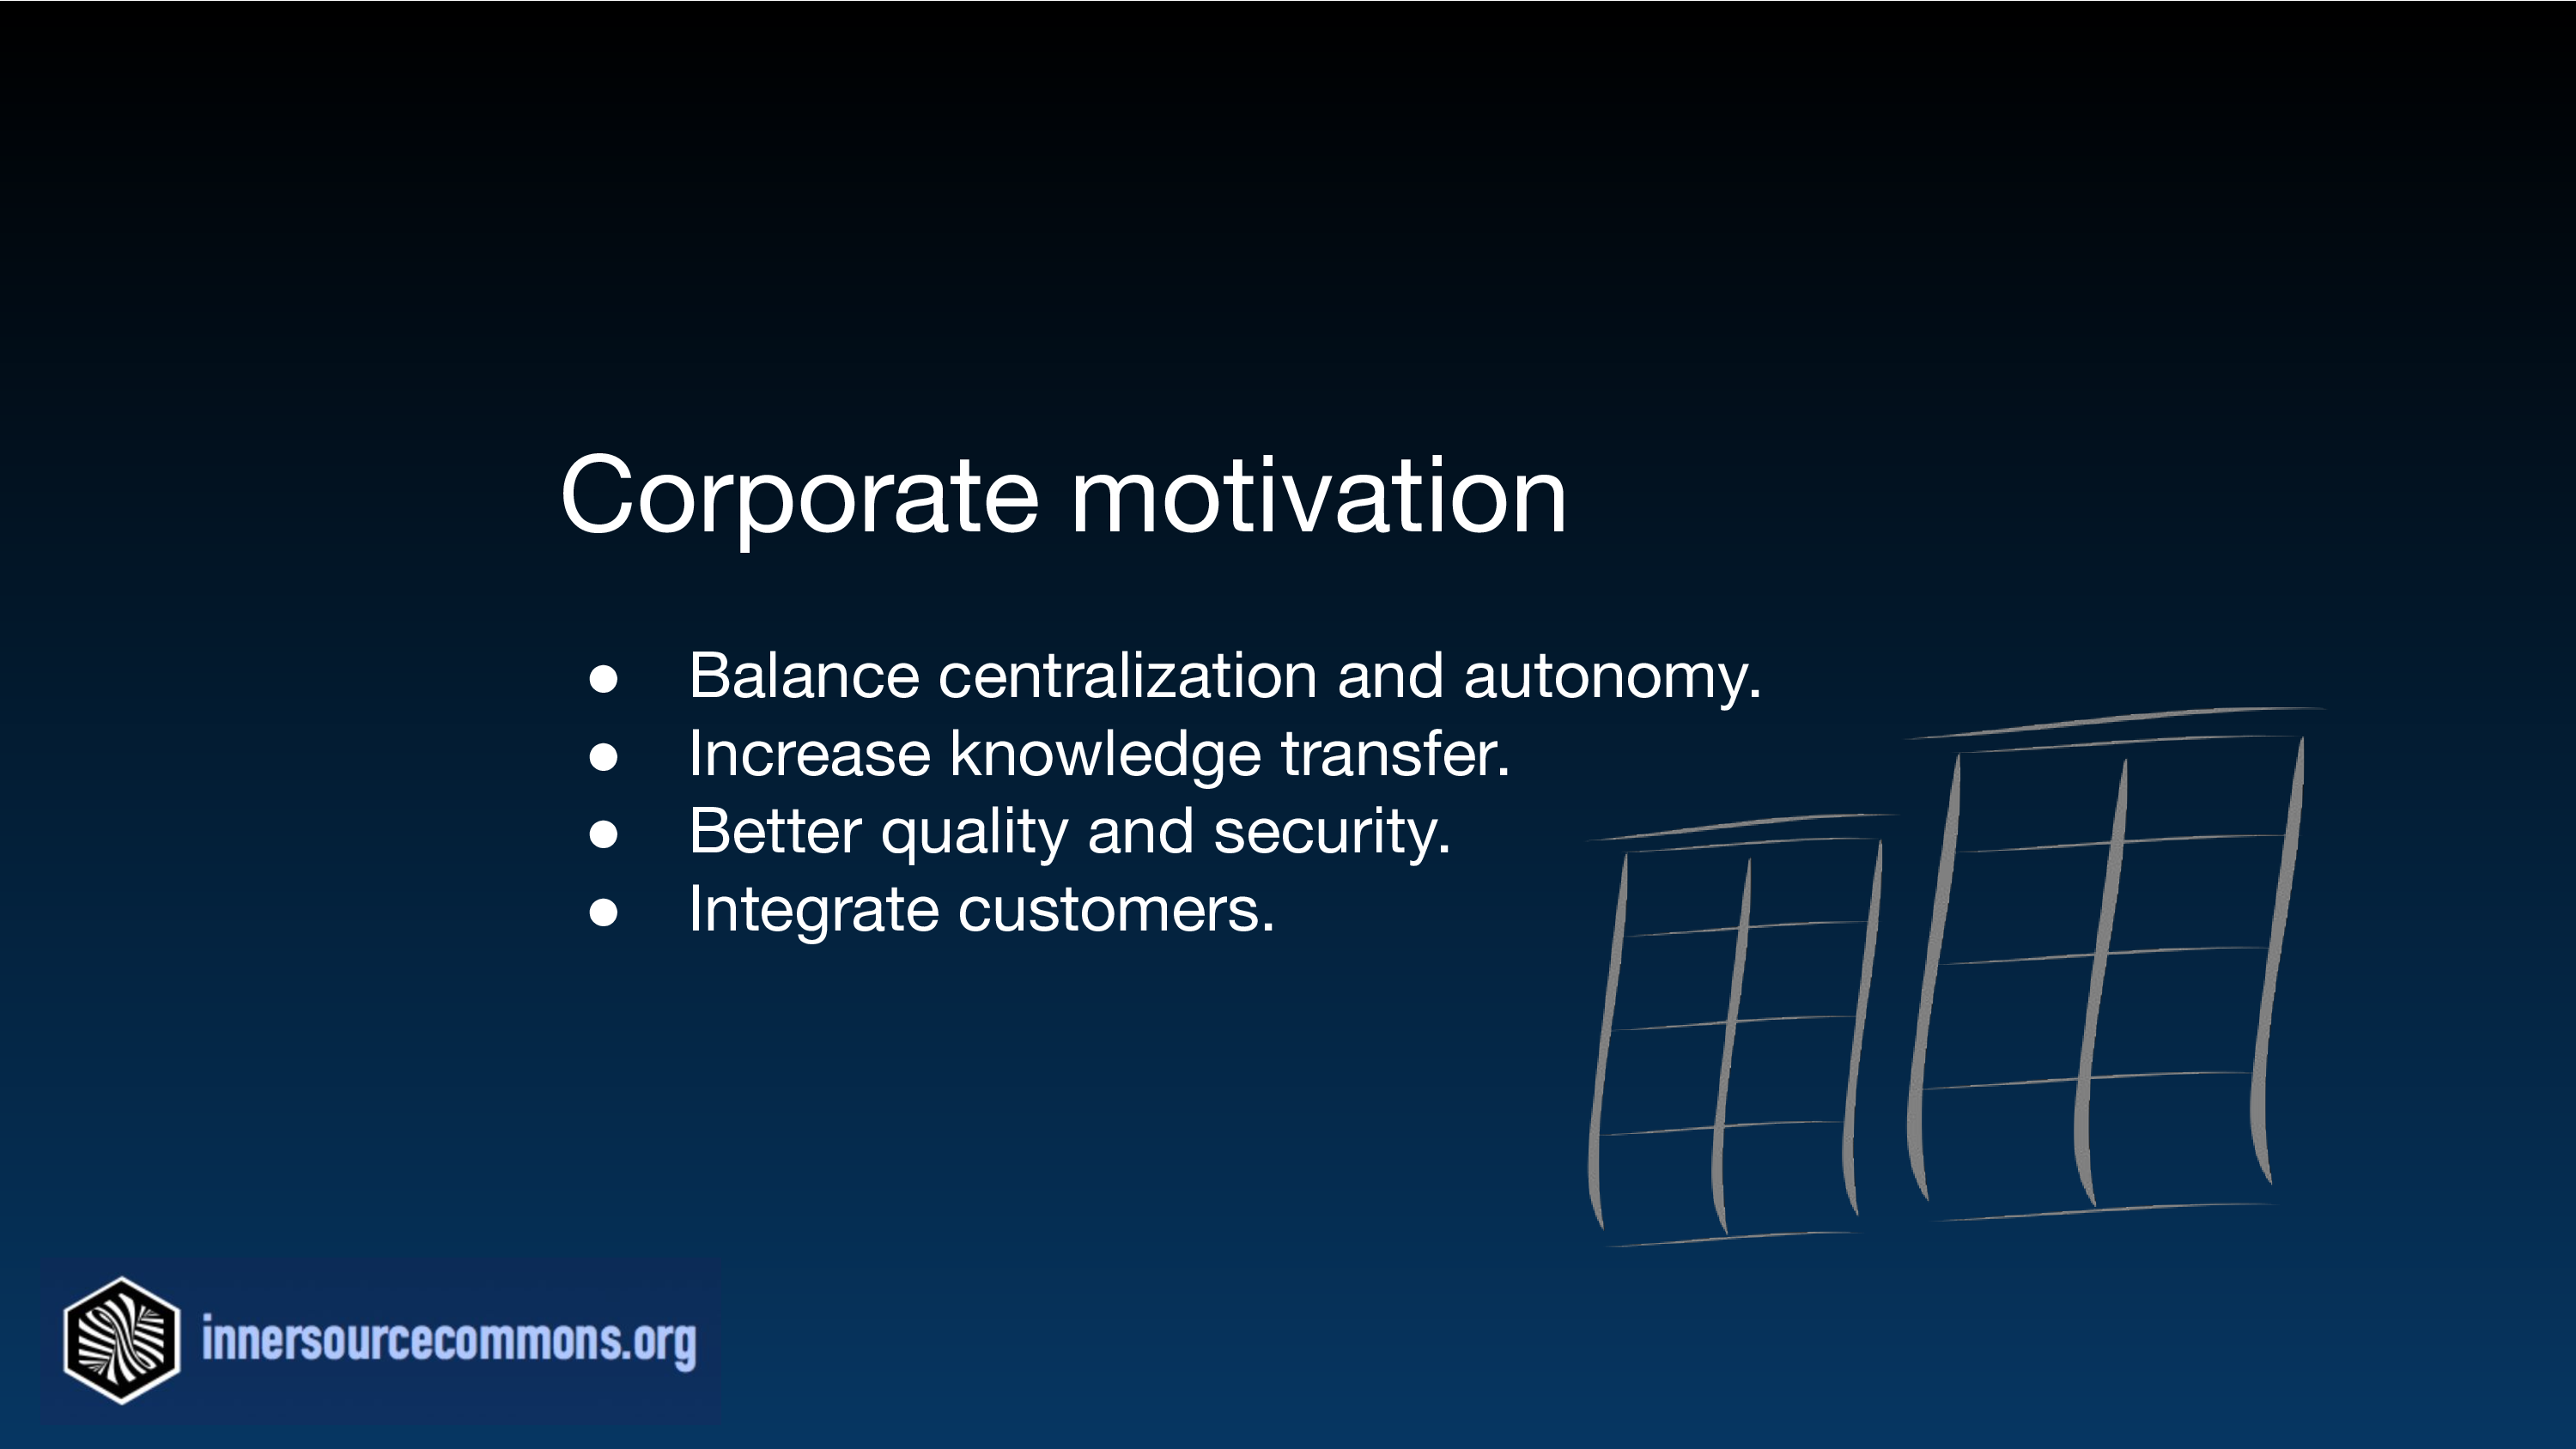 Corporate motivation
● Balance centralization and autonomy.
● Increase knowledge transfer.
● Better quality and security.
● Integrate customers.
innersourcecommons.org